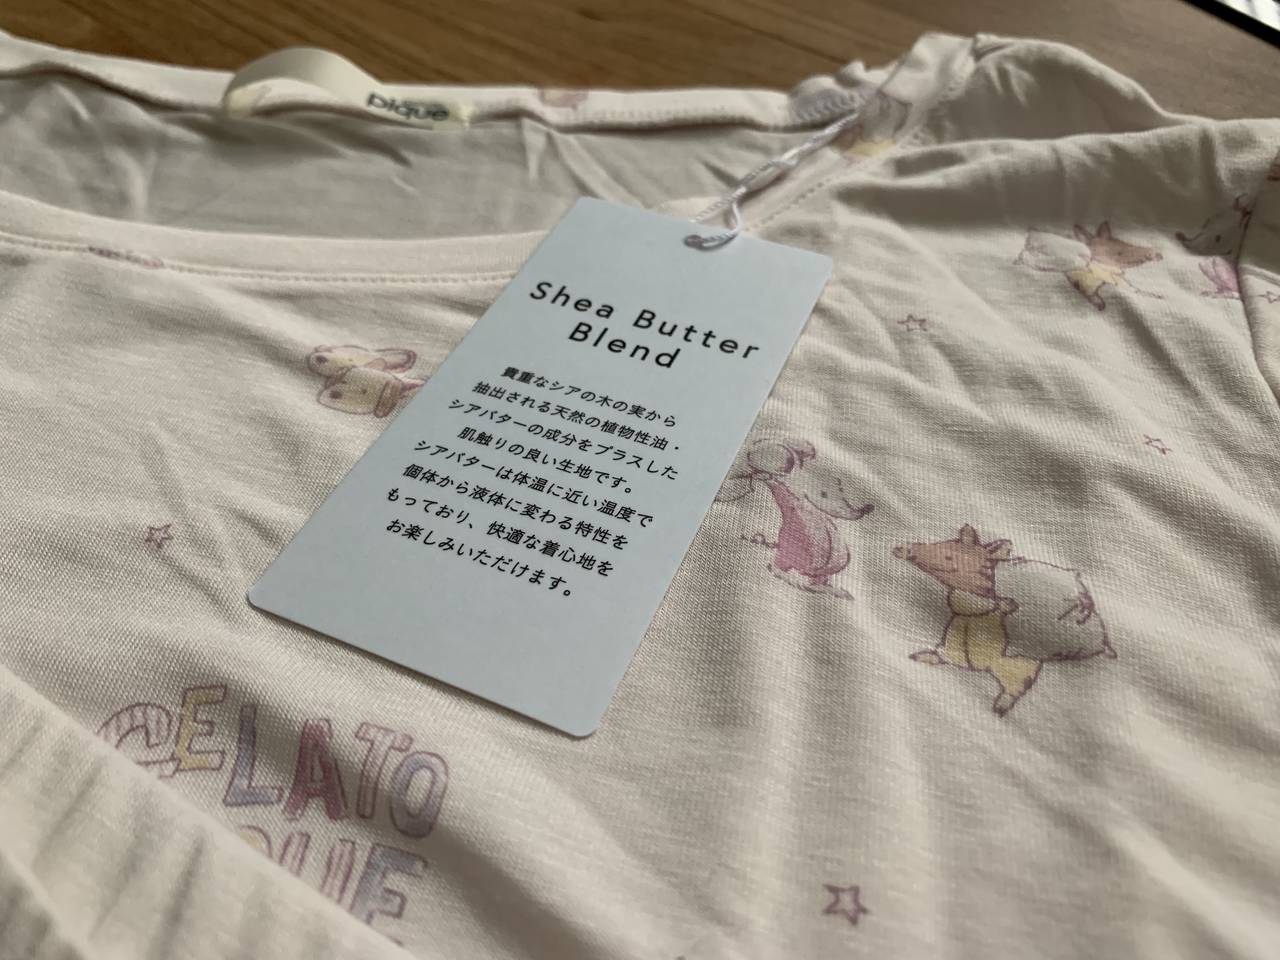 pique
Shea Butter
Blend
貴重なシアの木の実から
抽出される天然の植物性油・
シアバターの成分をプラスした
肌触りの良い生地です。
シアバターは体温に近い温度で
個体から液体に変わる特性を
もっており、快適な着心地を
お楽しみいただけます。
GELATO
QUE